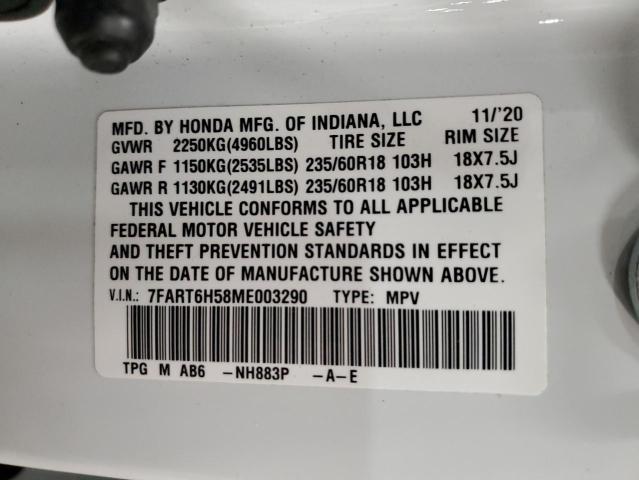 MFD. BY HONDA MFG. OF INDIANA, LLC 11/'20
GVWR 2250KG(4960LBS) TIRE SIZE RIM SIZE
GAWR F 1150KG(2535LBS) 235/60R18 103H 18X7.5J
GAWR R 1130KG(2491LBS) 235/60R18 103H 18X7.5J
THIS VEHICLE CONFORMS TO ALL APPLICABLE
FEDERAL MOTOR VEHICLE SAFETY
AND THEFT PREVENTION STANDARDS IN EFFECT
ON THE DATE OF MANUFACTURE SHOWN ABOVE.
V.I.N.: 7FART6H58ME003290 TYPE: MPV
TPG M AB6 -NH883P -A-E